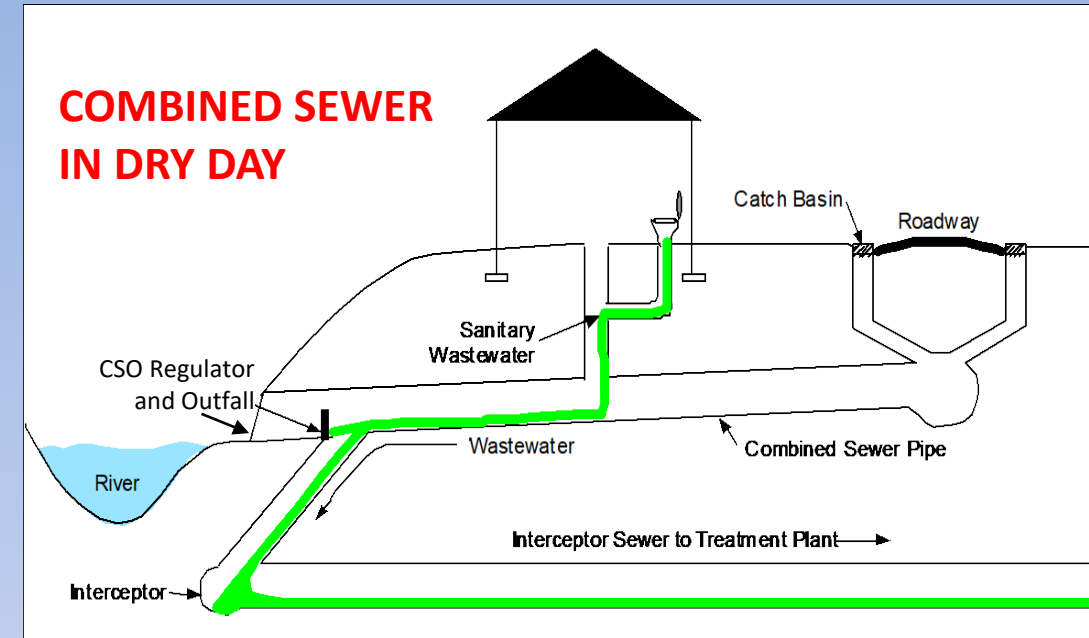 COMBINED SEWER
IN DRY DAY
Catch Basin
Roadway
Sanitary
Wastewater
CSO Regulator
and Outfall
Wastewater
Combined Sewer Pipe
River
Interceptor Sewer to Treatment Plant
Interceptor